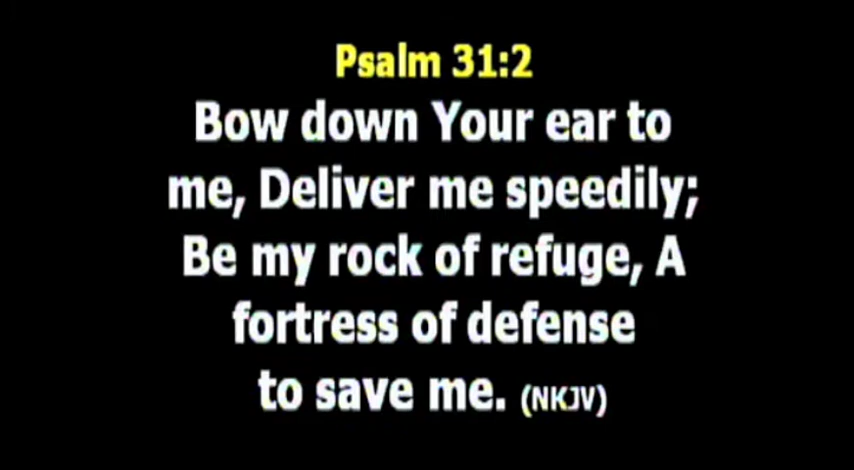 Psalm 31:2
Bow down Your ear to
me, Deliver me speedily;
Be my rock of refuge, A
fortress of defense
to save me. (NKJV)